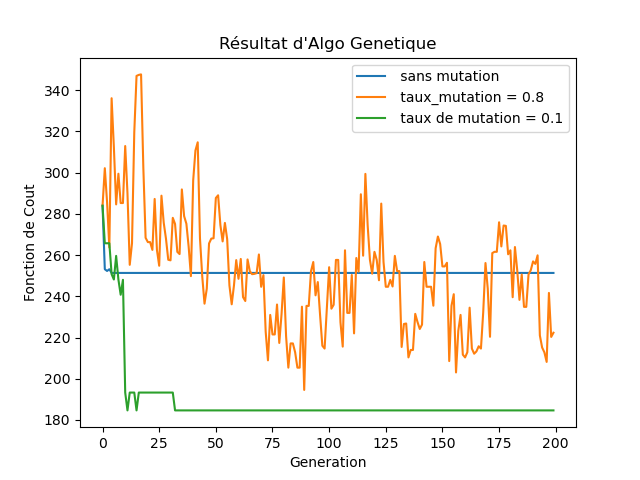 Résultat d'Algo Genetique
sans mutation
taux_mutation = 0.8
taux de mutation = 0.1
Fonction de Cout
340
320
300
280
260
240
220
200
180
0 25 50 75 100 125 150 175 200
Generation